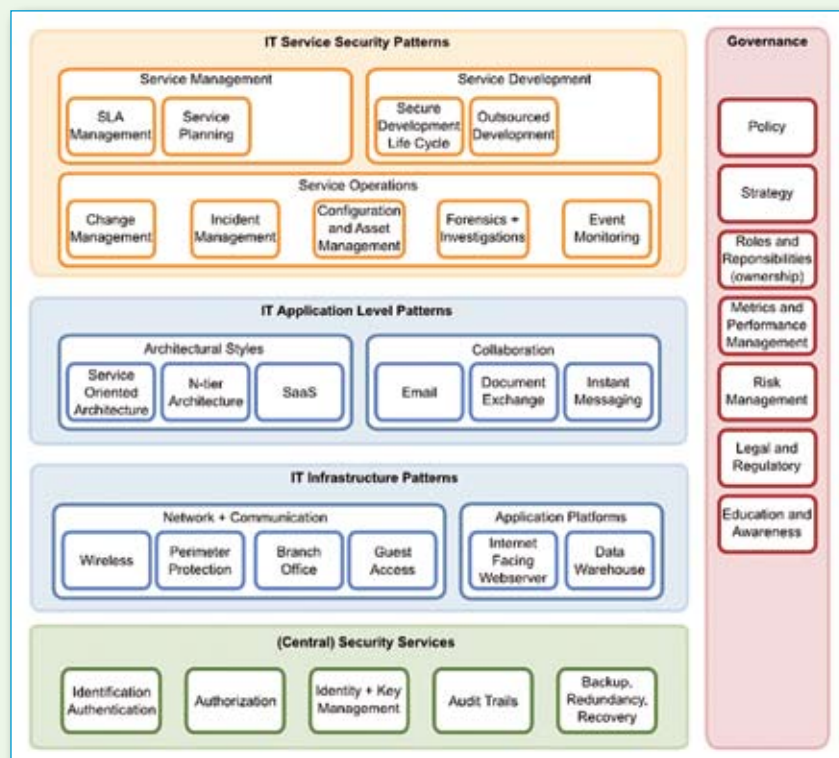 IT Service Security Patterns
Service Management
SLA
Management
Service
Planning
Service Development
Secure
Development
Life Cycle
Outsourced
Development
Service Operations
Change
Management
Incident
Management
Configuration
and Asset
Management
Forensics +
Investigations
Event
Monitoring
IT Application Level Patterns
Architectural Styles
Service
Oriented
Architecture
N-tier
Architecture
SaaS
Collaboration
Email
Document
Exchange
Instant
Messaging
IT Infrastructure Patterns
Network + Communication
Wireless
Perimeter
Protection
Branch
Office
Guest
Access
Application Platforms
Internet
Facing
Webserver
Data
Warehouse
(Central) Security Services
Identification
Authentication
Authorization
Identity + Key
Management
Audit Trails
Backup,
Redundancy,
Recovery
Governance
Policy
Strategy
Roles and
Reponsibilities
(ownership)
Metrics and
Performance
Management
Risk
Management
Legal and
Regulatory
Education and
Awareness